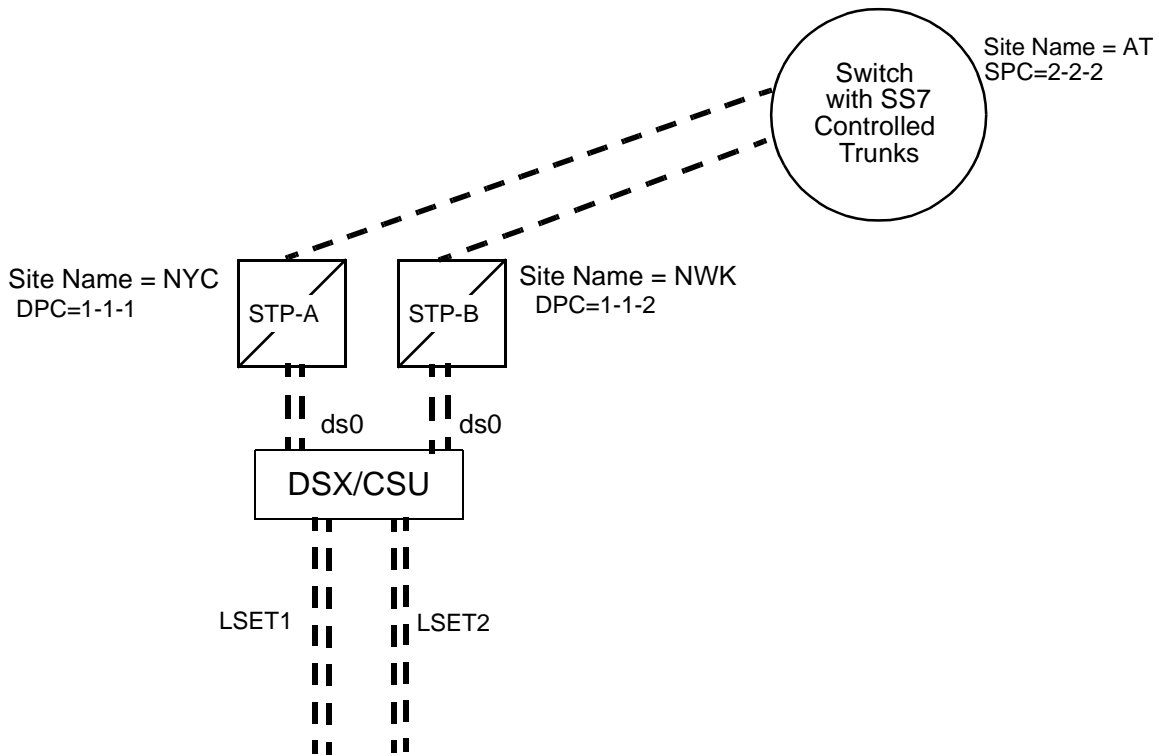 Site Name = AT
SPC=2-2-2
Switch
with SS7
Controlled
Trunks
Site Name = NYC
DPC=1-1-1
STP-A
STP-B
Site Name = NWK
DPC=1-1-2
ds0
ds0
DSX/CSU
LSET1
LSET2